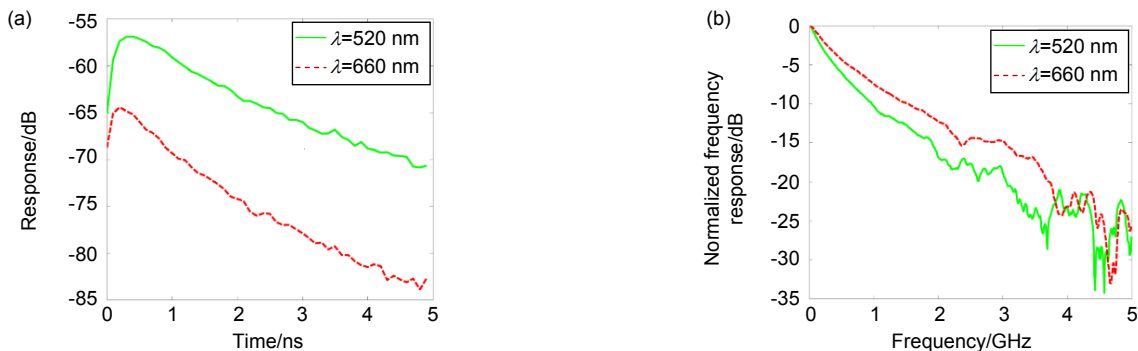 (a)
-55
-60
-65
-70
-75
-80
-85
Response/dB
λ=520 nm
λ=660 nm
0 1 2 3 4 5
Time/ns
(b)
0
-5
-10
-15
-20
-25
-30
-35
Normalized frequency
response/dB
λ=520 nm
λ=660 nm
0 1 2 3 4 5
Frequency/GHz